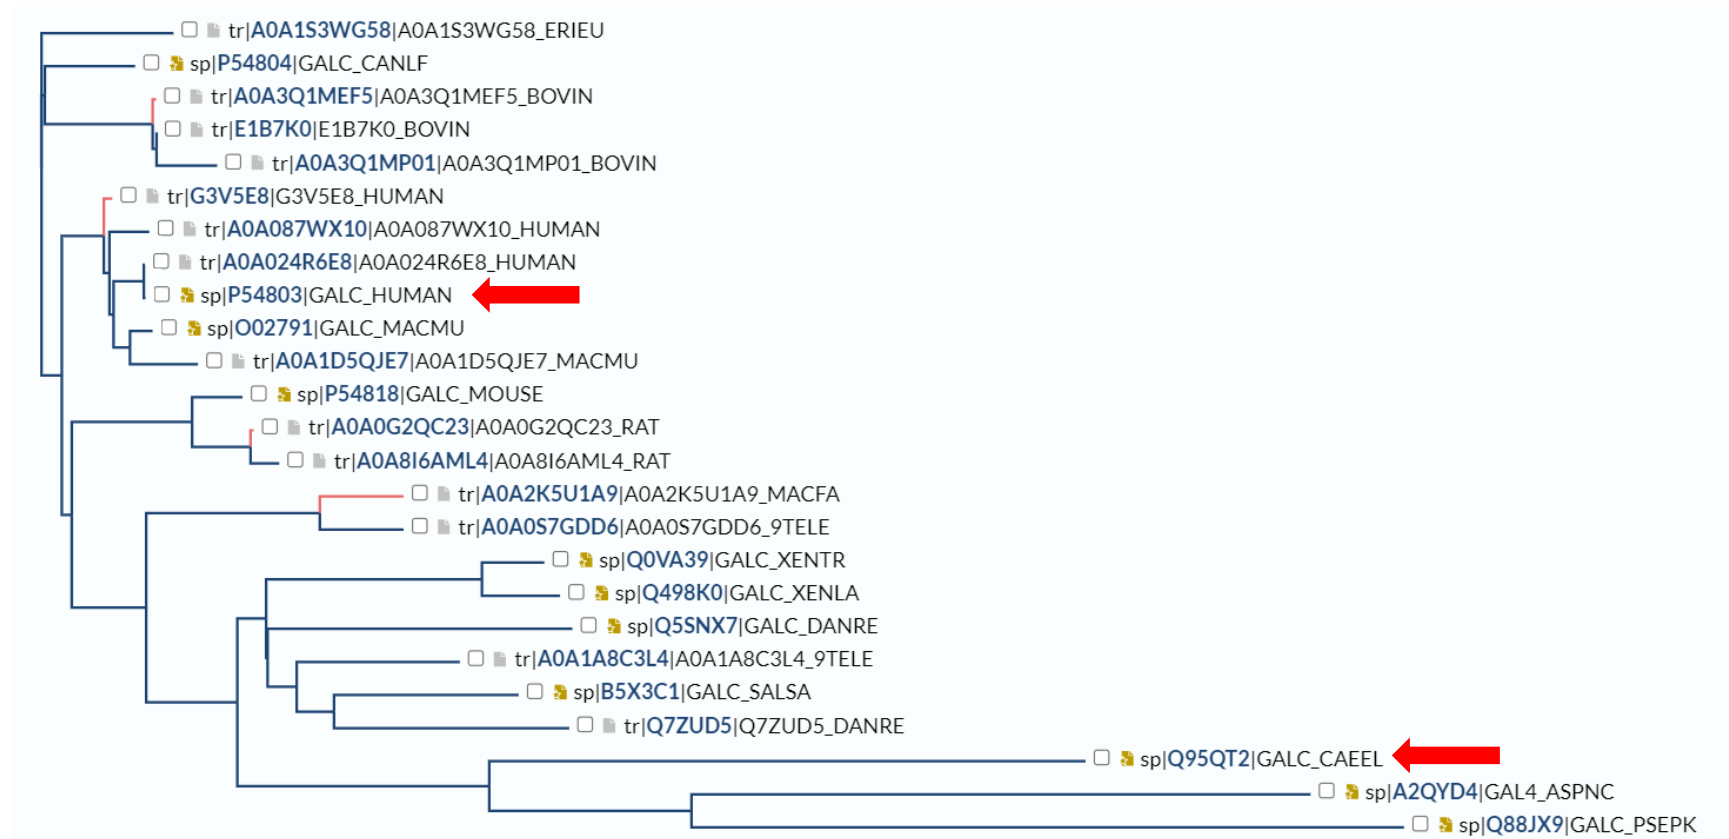 tr|A0A1S3WG58|A0A1S3WG58_ERIEU
sp|P54804|GALC_CANLF
tr|A0A3Q1MEF5|A0A3Q1MEF5_BOVIN
tr|E1B7K0|E1B7K0_BOVIN
tr|A0A3Q1MP01|A0A3Q1MP01_BOVIN
tr|G3V5E8|G3V5E8_HUMAN
tr|A0A087WX10|A0A087WX10_HUMAN
tr|A0A024R6E8|A0A024R6E8_HUMAN
sp|P54803|GALC_HUMAN
sp|O02791|GALC_MACMU
tr|A0A1D5QJE7|A0A1D5QJE7_MACMU
sp|P54818|GALC_MOUSE
tr|A0A0G2QC23|A0A0G2QC23_RAT
tr|A0A8I6AML4|A0A8I6AML4_RAT
tr|A0A2K5U1A9|A0A2K5U1A9_MACFA
tr|A0A0S7GDD6|A0A0S7GDD6_9TELE
sp|Q0VA39|GALC_XENTR
sp|Q498K0|GALC_XENLA
sp|Q5SNX7|GALC_DANRE
tr|A0A1A8C3L4|A0A1A8C3L4_9TELE
sp|B5X3C1|GALC_SALSA
tr|Q7ZUD5|Q7ZUD5_DANRE
sp|Q95QT2|GALC_CAEEL
sp|A2QYD4|GAL4_ASPNC
sp|Q88JX9|GALC_PSEPK